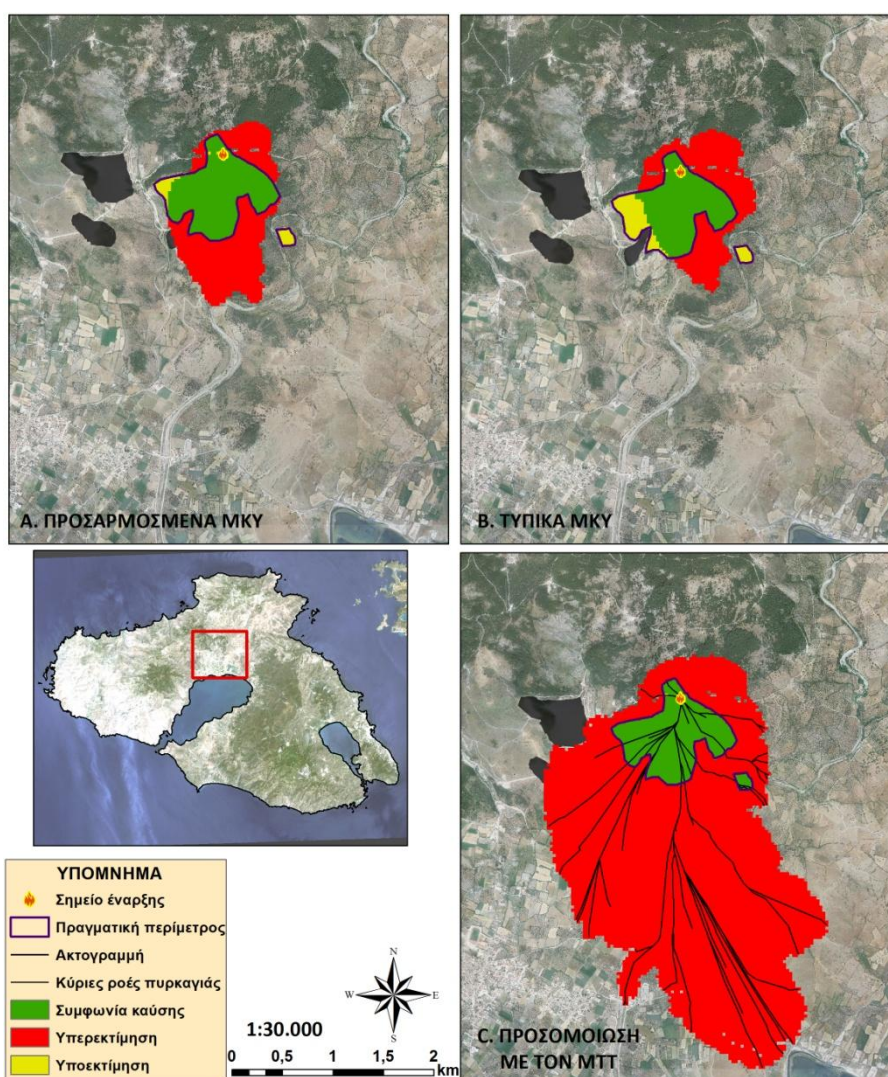 Α. ΠΡΟΣΑΡΜΟΣΜΕΝΑ ΜΚΥ
Β. ΤΥΠΙΚΑ ΜΚΥ
ΥΠΟΜΝΗΜΑ
Σημείο έναρξης
Πραγματική περίμετρος
Ακτογραμμή
Κύριες ροές πυρκαγιάς
Συμφωνία καύσης
Υπερεκτίμηση
Υποεκτίμηση
N
W
E
S
1:30.000
0 0,5 1 1,5 2
km
C. ΠΡΟΣΟΜΟΙΩΣΗ
ΜΕ ΤΟΝ ΜΤΤ